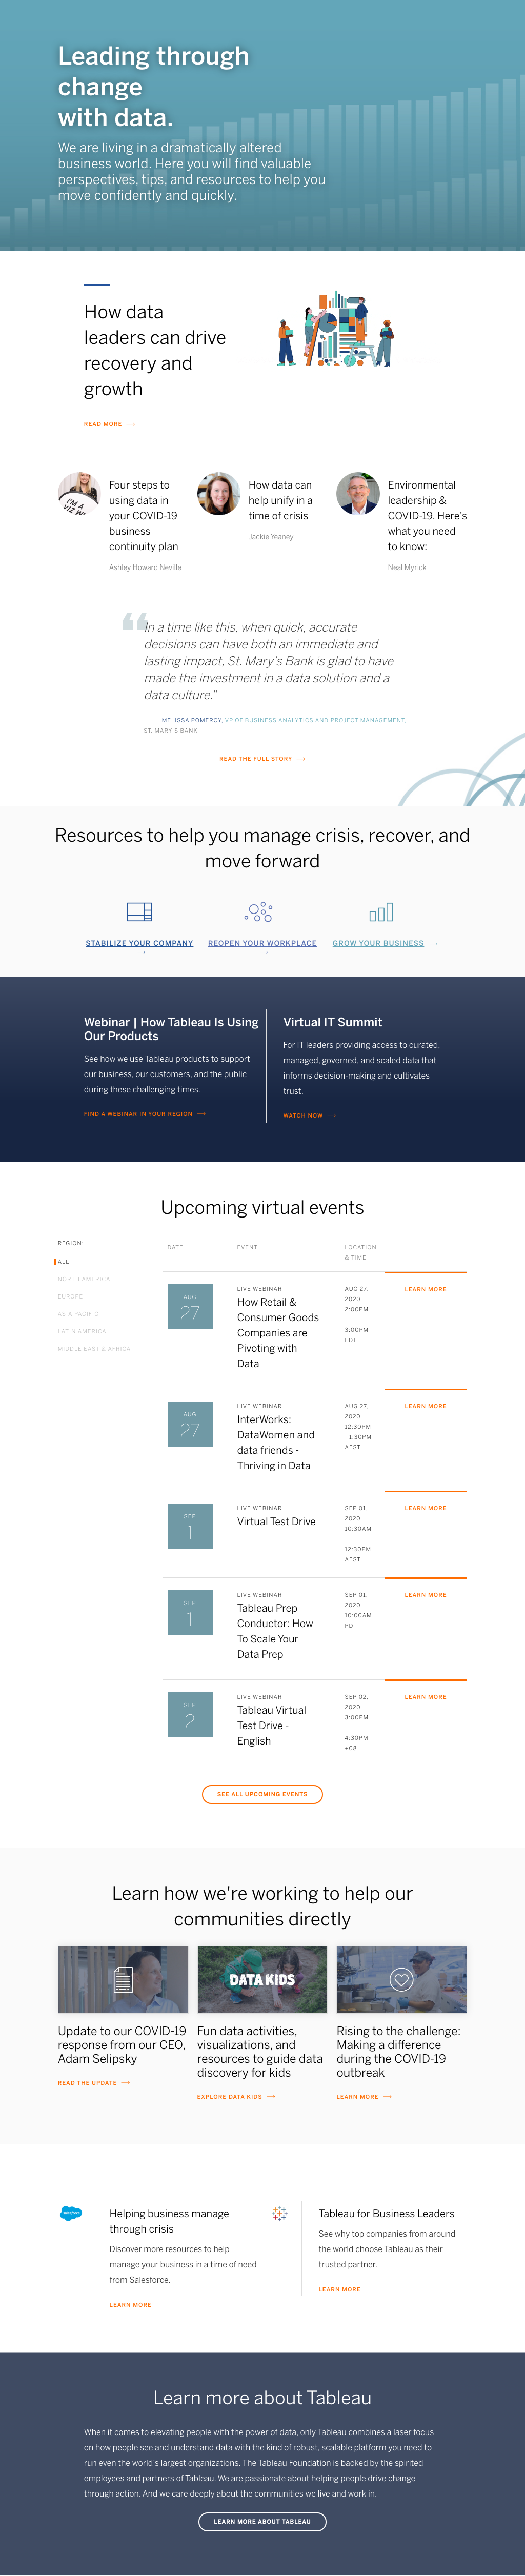 Leading through
change
with data.
We are living in a dramatically altered
business world. Here you will find valuable
perspectives, tips, and resources to help you
move confidently and quickly.
How data
leaders can drive
recovery and
growth
READ MORE
I'M A
VIZ W
Four steps to
using data in
your COVID-19
business
continuity plan
Ashley Howard Neville
How data can
help unify in a
time of crisis
Jackie Yeaney
Environmental
leadership &
COVID-19. Here's
what you need
to know:
Neal Myrick
“In a time like this, when quick, accurate
decisions can have both an immediate and
lasting impact, St. Mary's Bank is glad to have
made the investment in a data solution and a
data culture.”
MELISSA POMEROY, VP OF BUSINESS ANALYTICS AND PROJECT MANAGEMENT,
ST. MARY'S BANK
READ THE FULL STORY
Resources to help you manage crisis, recover, and
move forward
STABILIZE YOUR COMPANY
REOPEN YOUR WORKPLACE
GROW YOUR BUSINESS
Webinar | How Tableau Is Using
Our Products
See how we use Tableau products to support
our business, our customers, and the public
during these challenging times.
FIND A WEBINAR IN YOUR REGION
Virtual IT Summit
For IT leaders providing access to curated,
managed, governed, and scaled data that
informs decision-making and cultivates
trust.
WATCH NOW
Upcoming virtual events
REGION:
ALL
NORTH AMERICA
EUROPE
ASIA PACIFIC
LATIN AMERICA
MIDDLE EAST & AFRICA
DATE
EVENT
LOCATION
& TIME
AUG
27
LIVE WEBINAR
How Retail &
Consumer Goods
Companies are
Pivoting with
Data
AUG 27,
2020
2:00PM
-
3:00PM
EDT
LEARN MORE
AUG
27
LIVE WEBINAR
InterWorks:
DataWomen and
data friends -
Thriving in Data
AUG 27,
2020
12:30PM
- 1:30PM
AEST
LEARN MORE
SEP
1
LIVE WEBINAR
Virtual Test Drive
SEP 01,
2020
10:30AM
-
12:30PM
AEST
LEARN MORE
SEP
1
LIVE WEBINAR
Tableau Prep
Conductor: How
To Scale Your
Data Prep
SEP 01,
2020
10:00AM
PDT
LEARN MORE
SEP
2
LIVE WEBINAR
Tableau Virtual
Test Drive -
English
SEP 02,
2020
3:00PM
-
4:30PM
+08
LEARN MORE
SEE ALL UPCOMING EVENTS
Learn how we're working to help our
communities directly
DATA KIDS
Update to our COVID-19
response from our CEO,
Adam Selipsky
READ THE UPDATE
Fun data activities,
visualizations, and
resources to guide data
discovery for kids
EXPLORE DATA KIDS
Rising to the challenge:
Making a difference
during the COVID-19
outbreak
LEARN MORE
salesforce
Helping business manage
through crisis
Discover more resources to help
manage your business in a time of need
from Salesforce.
LEARN MORE
Tableau for Business Leaders
See why top companies from around
the world choose Tableau as their
trusted partner.
LEARN MORE
Learn more about Tableau
When it comes to elevating people with the power of data, only Tableau combines a laser focus
on how people see and understand data with the kind of robust, scalable platform you need to
run even the world's largest organizations. The Tableau Foundation is backed by the spirited
employees and partners of Tableau. We are passionate about helping people drive change
through action. And we care deeply about the communities we live and work in.
LEARN MORE ABOUT TABLEAU